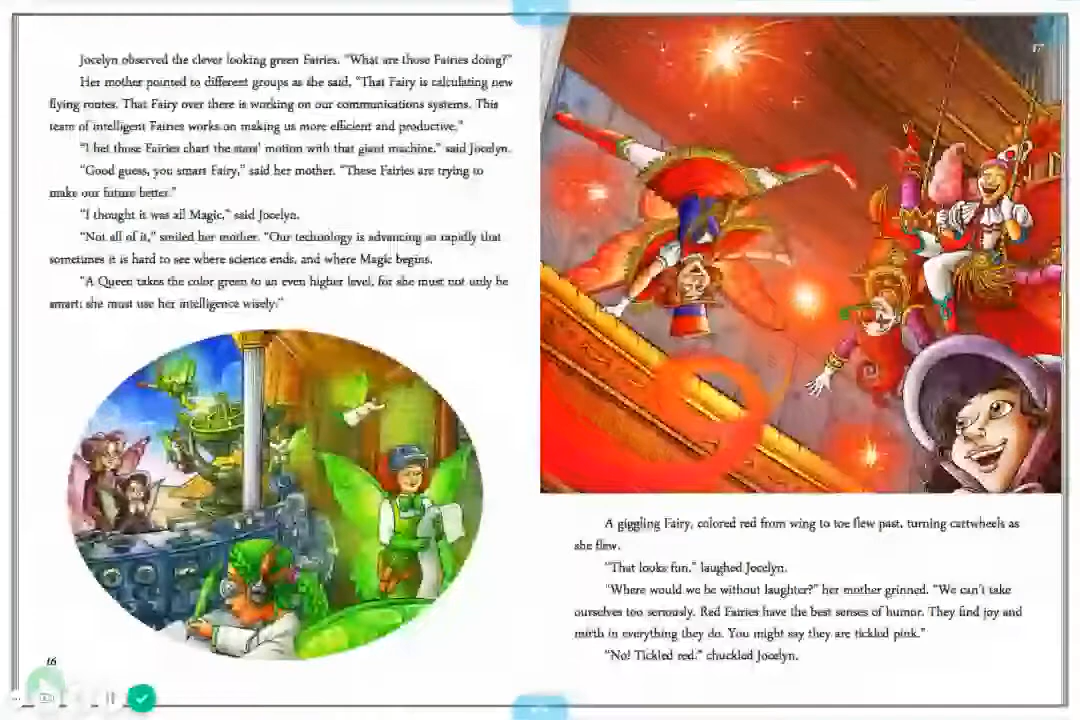 Jocelyn observed the clever looking green Fairies. "What are those Fairies doing?"
Her mother pointed to different groups as she said, "That Fairy is calculating new
flying routes. That Fairy over there is working on our communications systems. This
team of intelligent Fairies works on making us more efficient and productive."
"I bet those Fairies chart the stars' motion with that giant machine," said Jocelyn.
"Good guess, you smart Fairy," said her mother. "These Fairies are trying to
make our future better."
"I thought it was all Magic," said Jocelyn.
"Not all of it," smiled her mother. "Our technology is advancing so rapidly that
sometimes it is hard to see where science ends, and where Magic begins.
"A Queen takes the color green to an even higher level, for she must not only be
smart; she must use her intelligence wisely."
16
17
A giggling Fairy, colored red from wing to toe flew past, turning cartwheels as
she flew.
"That looks fun," laughed Jocelyn.
"Where would we be without laughter?" her mother grinned. "We can't take
ourselves too seriously. Red Fairies have the best senses of humor. They find joy and
mirth in everything they do. You might say they are tickled pink."
"No! Tickled red," chuckled Jocelyn.